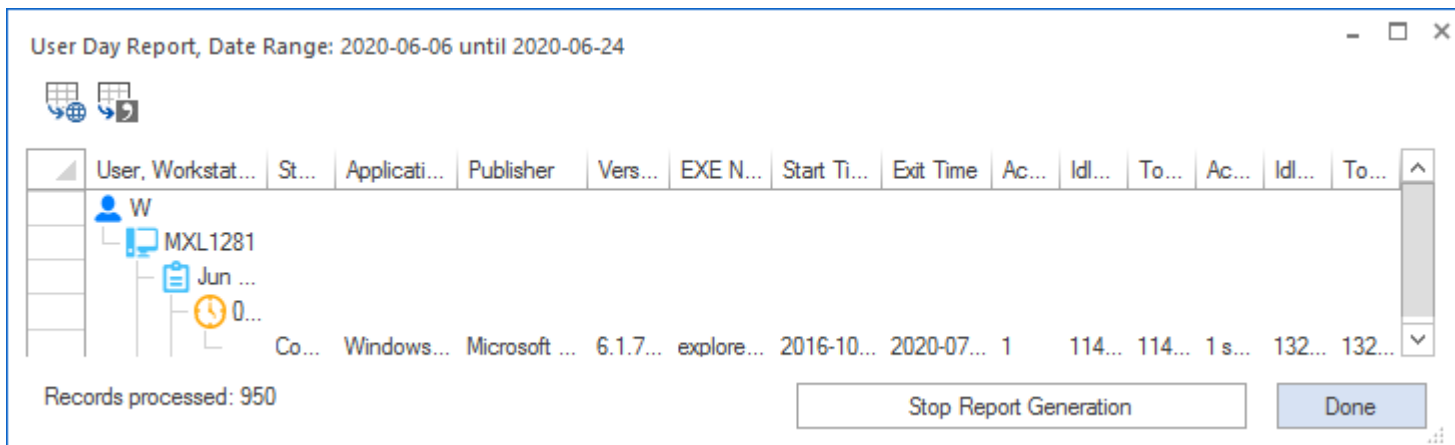 User Day Report, Date Range: 2020-06-06 until 2020-06-24
User, Workstat... St... Applicati... Publisher Vers... EXE N... Start Ti... Exit Time Ac... Idl... To... Ac... Idl... To...
W
MXL1281
Jun ...
0...
Co... Windows... Microsoft ... 6.1.7... explore... 2016-10... 2020-07... 1 114... 114... 1 s... 132... 132...
Records processed: 950 Stop Report Generation Done